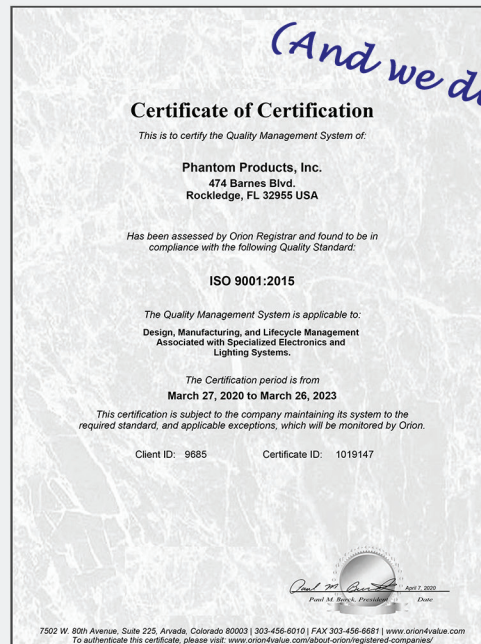 (And we
Certificate of Certification
This is to certify the Quality Management System of:
Phantom Products, Inc.
474 Barnes Blvd.
Rockledge, FL 32955 USA
Has been assessed by Orion Registrar and found to be in
compliance with the following Quality Standard:
ISO 9001:2015
The Quality Management System is applicable to:
Design, Manufacturing, and Lifecycle Management
Associated with Specialized Electronics and
Lighting Systems.
The Certification period is from
March 27, 2020 to March 26, 2023
This certification is subject to the company maintaining its system to the
required standard, and applicable exceptions, which will be monitored by Orion.
Client ID: 9685 Certificate ID: 1019147
April 7, 2020
Paul M. Burck, President Date
7502 W. 80th Avenue, Suite 225, Arvada, Colorado 80003 | 303-456-6010 | FAX 303-456-6681 | www.orion4value.com
To authenticate this certificate, please visit: www.orion4value.com/about-orion/registered-companies/